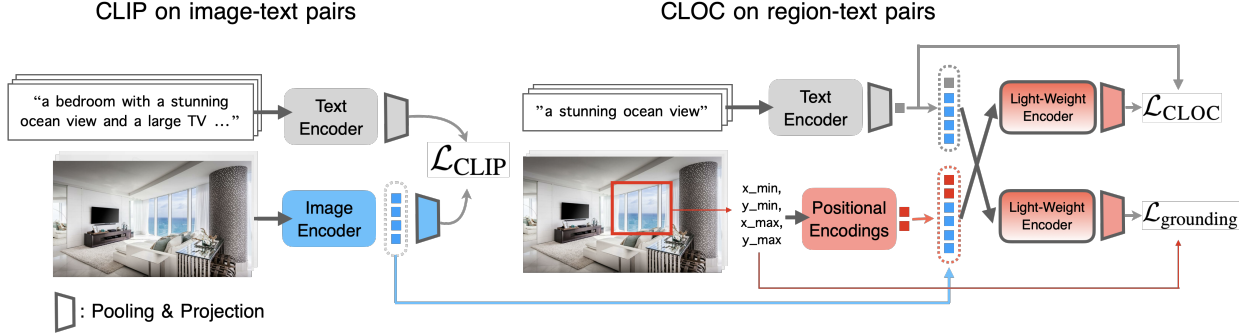 CLIP on image-text pairs
CLOC on region-text pairs
“a bedroom with a stunning
ocean view and a large TV ...”
Text
Encoder
ℒCLIP
Image
Encoder
: Pooling & Projection
”a stunning ocean view”
Text
Encoder
Light-Weight
Encoder
ℒCLOC
x_min,
y_min,
x_max,
y_max
Positional
Encodings
Light-Weight
Encoder
ℒgrounding